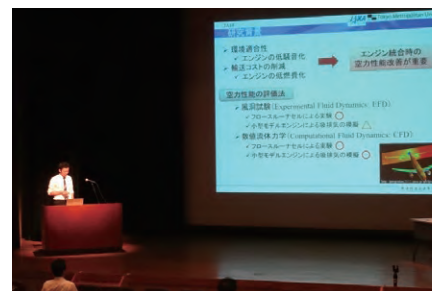 JAXA Tokyo Metropolitan Uni
研究背景
➢ 環境適合性
✓ エンジンの低騒音化
➢ 輸送コストの削減
✓ エンジンの低燃費化
エンジン統合時の
空力性能改善が重要
空力性能の評価法
➢ 風洞試験(Experimental Fluid Dynamics: EFD)
✓ フロースルーナセルによる実験 ○
✓ 小型モデルエンジンによる吸排気の模擬 △
➢ 数値流体力学(Computational Fluid Dynamics: CFD)
✓ フロースルーナセルによる実験 ○
✓ 小型モデルエンジンによる吸排気の模擬 ○